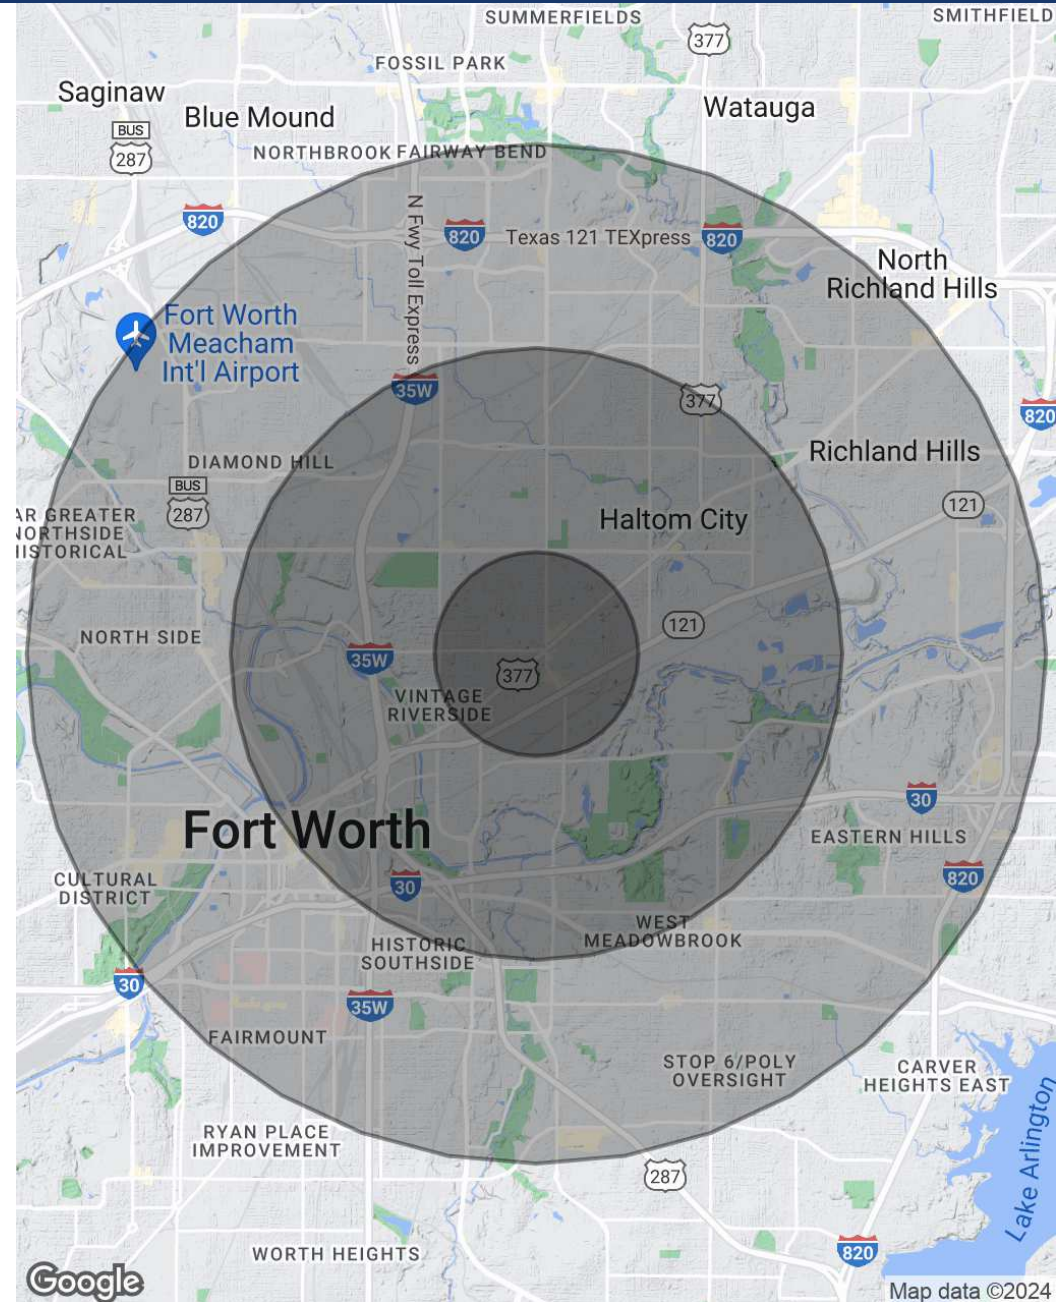 SUMMERFIELDS
SMITHFIELD
377
FOSSIL PARK
Saginaw
Blue Mound
Watauga
BUS
287
NORTHBROOK
FAIRWAY BEND
820
N Fwy Toll Express
820
Texas 121 TEXpress
820
North
Richland Hills
Fort Worth
Meacham
Int'l Airport
35W
377
820
Richland Hills
DIAMOND HILL
BUS
287
121
AR GREATER
NORTHSIDE
HISTORICAL
Haltom City
121
NORTH SIDE
35W
377
VINTAGE
RIVERSIDE
30
Fort Worth
EASTERN HILLS
820
CULTURAL
DISTRICT
30
WEST
MEADOWBROOK
HISTORIC
SOUTHSIDE
30
35W
FAIRMOUNT
STOP 6/POLY
OVERSIGHT
CARVER
HEIGHTS EAST
RYAN PLACE
IMPROVEMENT
287
Lake Arlington
WORTH HEIGHTS
820
Google
Map data ©2024